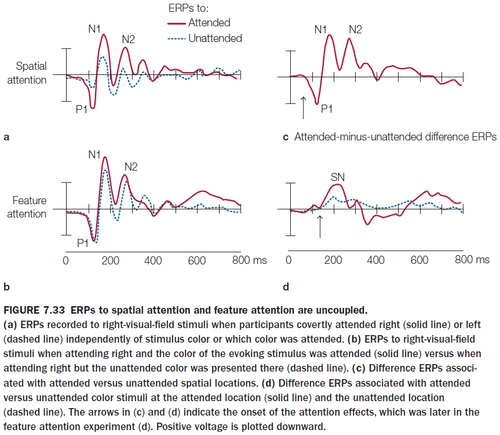 ERPs to:
Attended
Unattended
N1
N2
Spatial
attention
P1
a
N1
N2
P1
c Attended-minus-unattended difference ERPs
N1
N2
Feature
attention
P1
0 200 400 600 800 ms
b
SN
0 200 400 600 800 ms
d
FIGURE 7.33 ERPs to spatial attention and feature attention are uncoupled.
(a) ERPs recorded to right-visual-field stimuli when participants covertly attended right (solid line) or left
(dashed line) independently of stimulus color or which color was attended. (b) ERPs to right-visual-field
stimuli when attending right and the color of the evoking stimulus was attended (solid line) versus when
attending right but the unattended color was presented there (dashed line). (c) Difference ERPs associ-
ated with attended versus unattended spatial locations. (d) Difference ERPs associated with attended
versus unattended color stimuli at the attended location (solid line) and the unattended location
(dashed line). The arrows in (c) and (d) indicate the onset of the attention effects, which was later in the
feature attention experiment (d). Positive voltage is plotted downward.